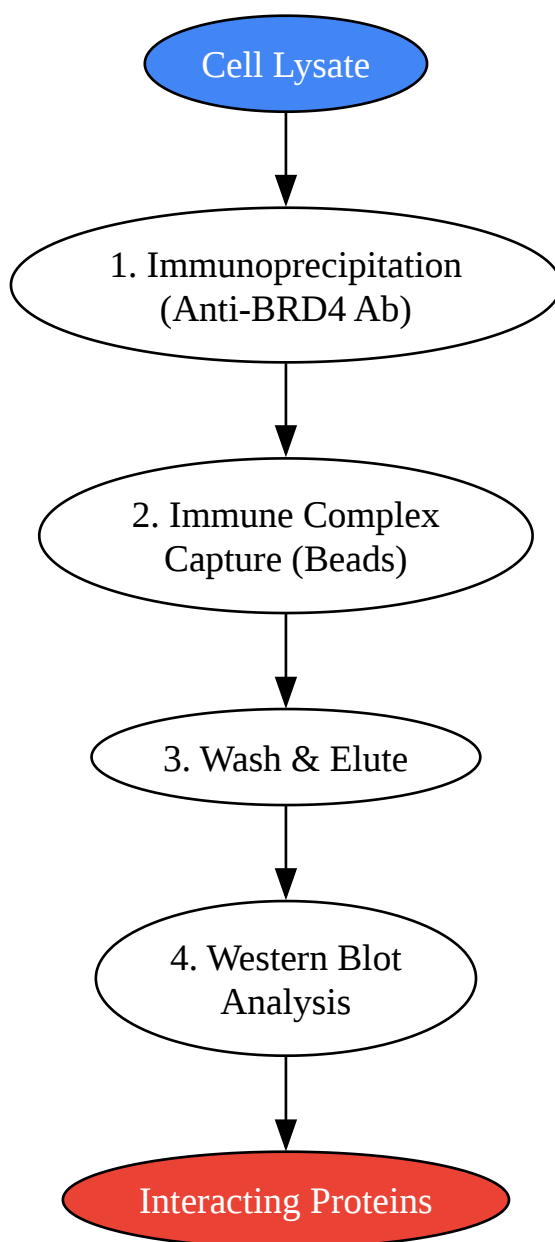 Cell Lysate
1. Immunoprecipitation
(Anti-BRD4 Ab)
2. Immune Complex
Capture (Beads)
3. Wash & Elute
4. Western Blot
Analysis
Interacting Proteins